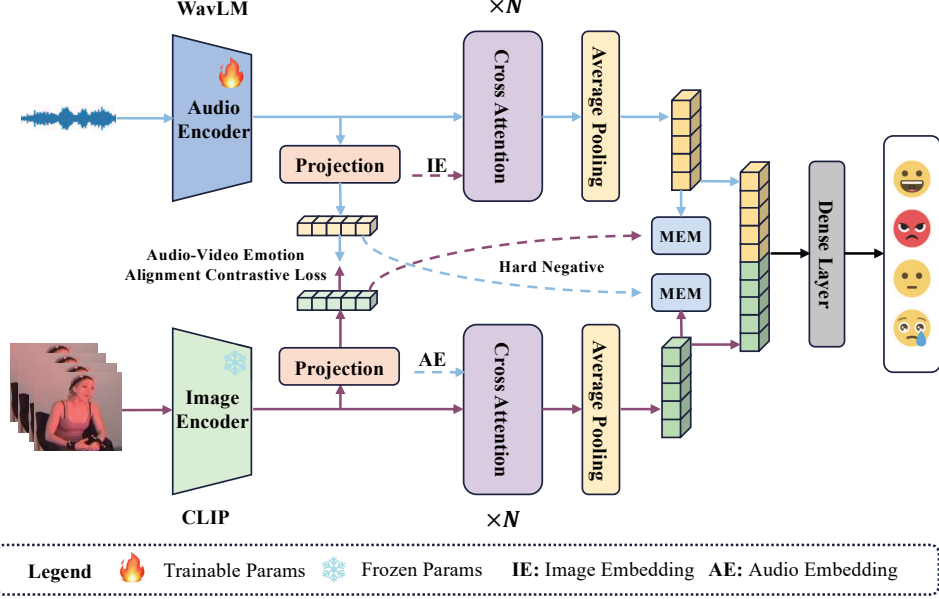 WavLM
×N
Audio
Encoder
Cross Attention
Average Pooling
Projection
IE
MEM
Audio-Video Emotion
Alignment Contrastive Loss
Hard Negative
MEM
Dense Layer
Projection
AE
Image
Encoder
Cross Attention
Average Pooling
CLIP
×N
Legend
Trainable Params
Frozen Params
IE: Image Embedding
AE: Audio Embedding